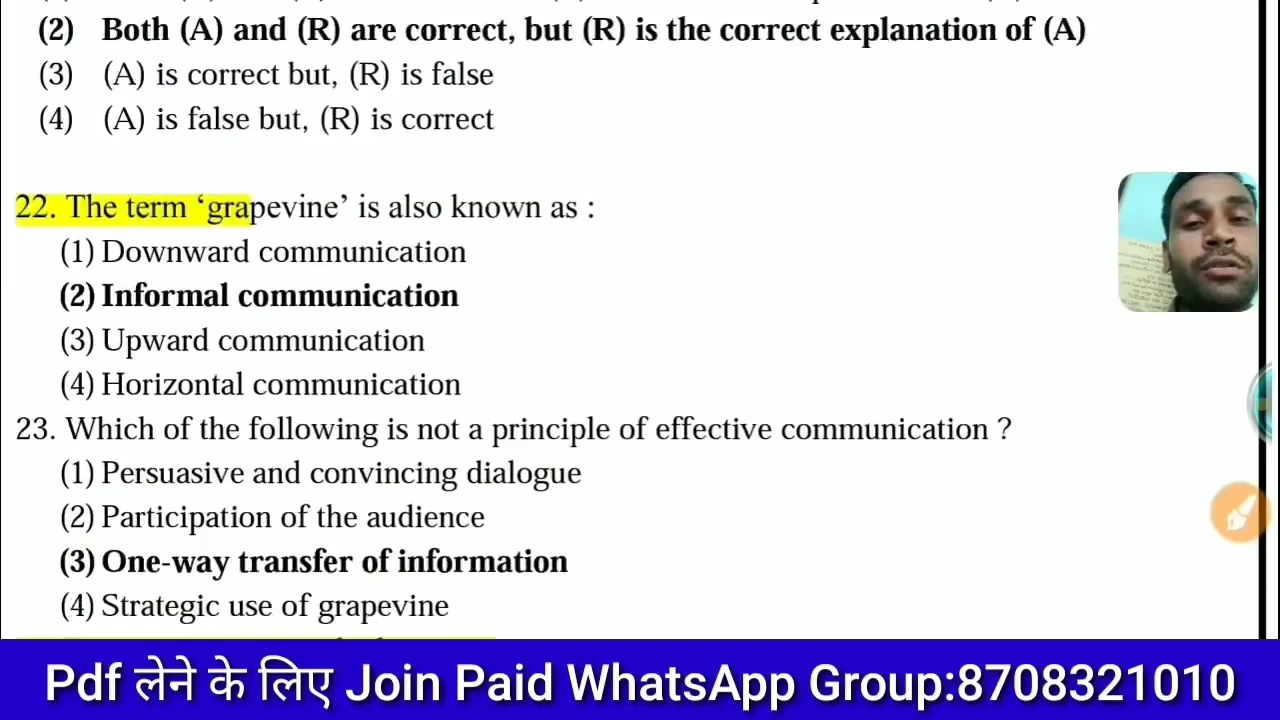 (2) Both (A) and (R) are correct, but (R) is the correct explanation of (A)
(3) (A) is correct but, (R) is false
(4) (A) is false but, (R) is correct
22. The term ‘grapevine’ is also known as :
(1) Downward communication
(2) Informal communication
(3) Upward communication
(4) Horizontal communication
23. Which of the following is not a principle of effective communication ?
(1) Persuasive and convincing dialogue
(2) Participation of the audience
(3) One-way transfer of information
(4) Strategic use of grapevine
Pdf लेने के लिए Join Paid WhatsApp Group:8708321010